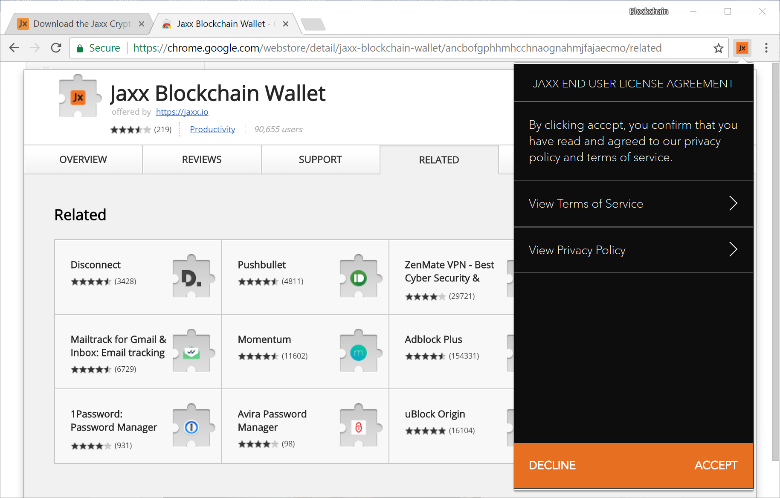 Blockchain
Download the Jaxx Crypt
Jaxx Blockchain Wallet -
Secure
https://chrome.google.com/webstore/detail/jaxx-blockchain-wallet/ancbofgphhmhcchnaognahmjfajaecmo/related
Jx
Jx
Jx
Jaxx Blockchain Wallet
offered by https://jaxx.io
(219)
Productivity
90,655 users
OVERVIEW
REVIEWS
SUPPORT
RELATED
Related
Disconnect
(3428)
D.
Pushbullet
(4811)
ZenMate VPN - Best
Cyber Security &
(29721)
Mailtrack for Gmail &
Inbox: Email tracking
(6729)
Momentum
(11602)
m
Adblock Plus
(154331)
1Password:
Password Manager
(931)
Avira Password
Manager
(98)
uBlock Origin
(16104)
JAXX END USER LICENSE AGREEMENT
By clicking accept, you confirm that you
have read and agreed to our privacy
policy and terms of service.
View Terms of Service
View Privacy Policy
DECLINE
ACCEPT